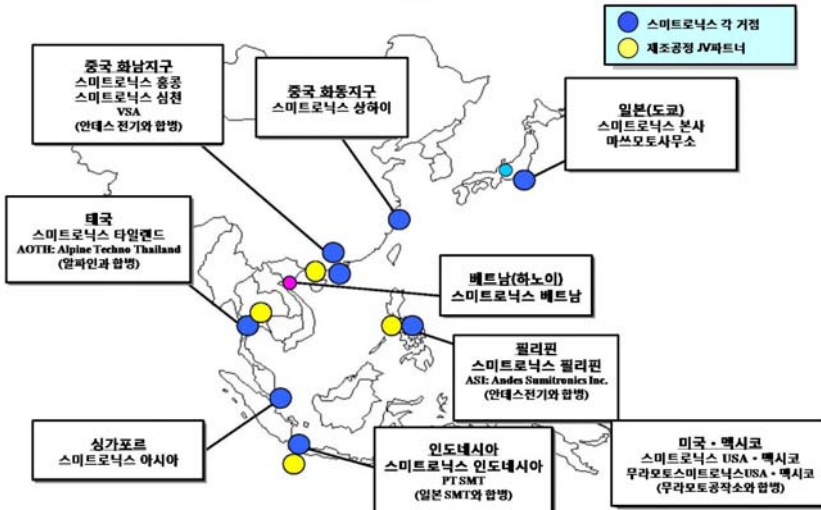 스미트로닉스 각 거점
제조공정 JV파트너
중국 화남지구
스미트로닉스 홍콩
스미트로닉스 심천
VSA
(안데스 전기와 합병)
중국 화동지구
스미트로닉스 상하이
일본(도쿄)
스미트로닉스 본사
마쓰모토사무소
태국
스미트로닉스 타일랜드
AOTH: Alpine Techno Thailand
(알파인과 합병)
베트남(하노이)
스미트로닉스 베트남
필리핀
스미트로닉스 필리핀
ASI: Andes Sumitronics Inc.
(안데스전기와 합병)
싱가포르
스미트로닉스 아시아
인도네시아
스미트로닉스 인도네시아
PT SMT
(일본 SMT와 합병)
미국・멕시코
스미트로닉스 USA・멕시코
무라모토스미트로닉스USA・멕시코
(무라모토공작소와합병)